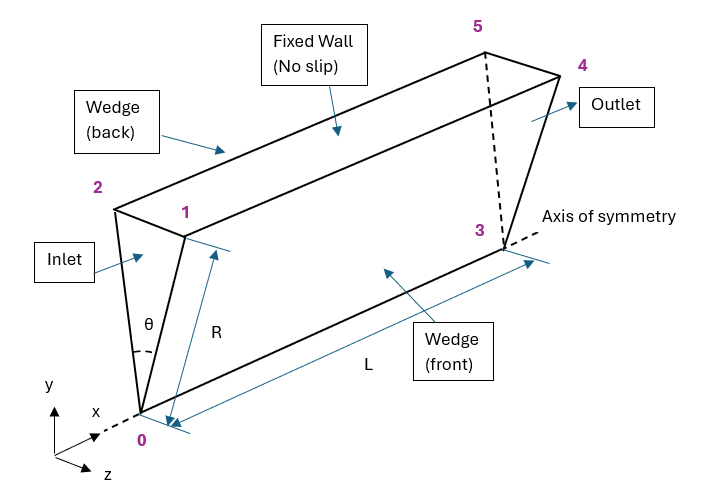 5
Fixed Wall
(No slip)
4
Wedge
(back)
Outlet
2
1
Axis of symmetry
3
Inlet
θ
R
Wedge
(front)
L
y
x
0
z